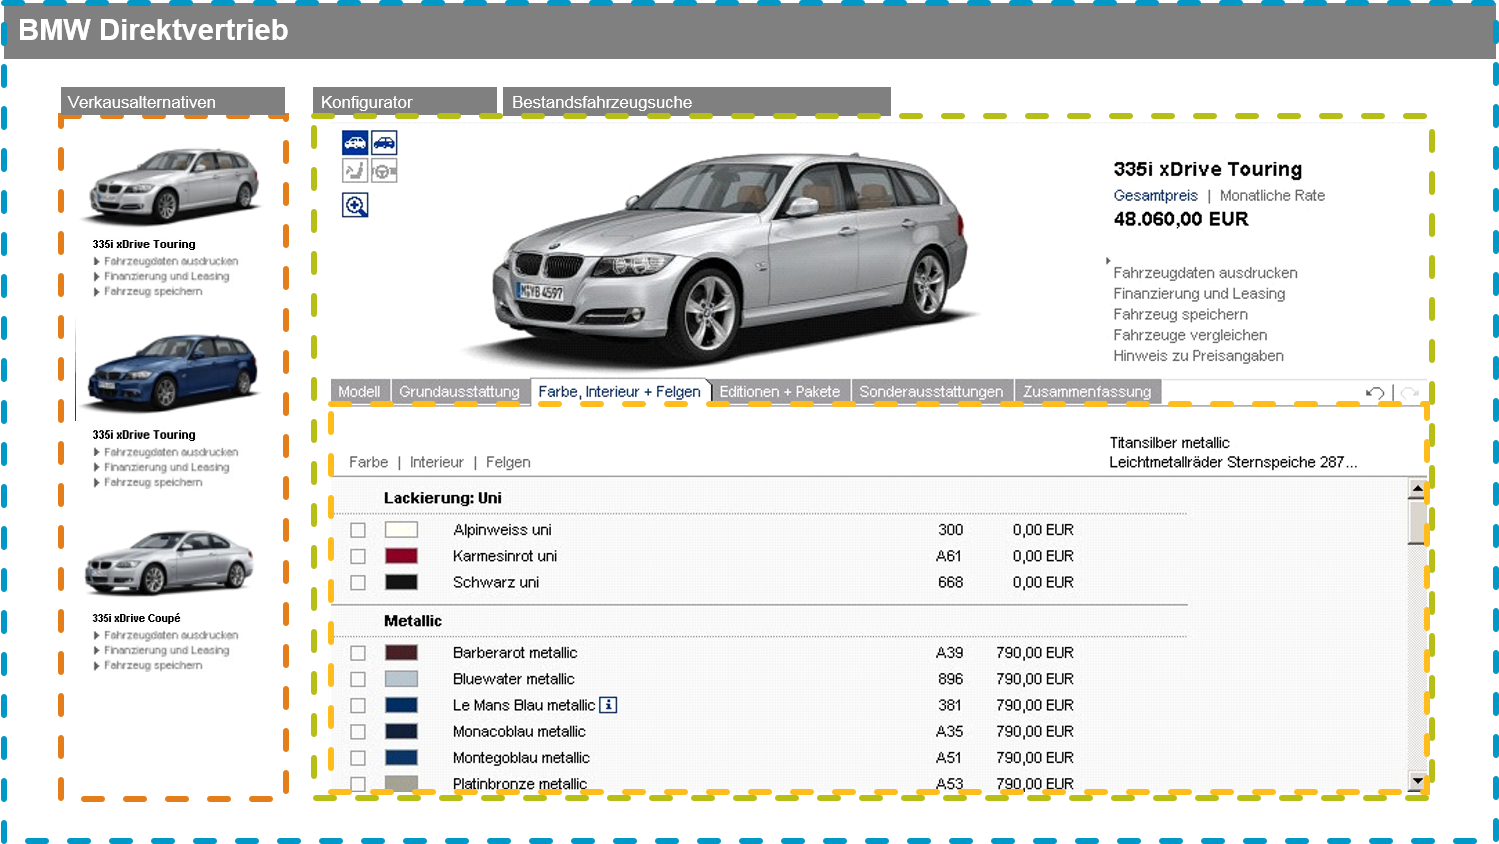 BMW Direktvertrieb
Verkausalternativen
Konfigurator
Bestandsfahrzeugsuche
335i xDrive Touring
Fahrzeugdaten ausdrucken
Finanzierung und Leasing
Fahrzeug speichern
335i xDrive Touring
Fahrzeugdaten ausdrucken
Finanzierung und Leasing
Fahrzeug speichern
335i xDrive Coupé
Fahrzeugdaten ausdrucken
Finanzierung und Leasing
Fahrzeug speichern
M YB 4597
335i xDrive Touring
Gesamtpreis | Monatliche Rate
48.060,00 EUR
Fahrzeugdaten ausdrucken
Finanzierung und Leasing
Fahrzeug speichern
Fahrzeuge vergleichen
Hinweis zu Preisangaben
Modell Grundausstattung Farbe, Interieur + Felgen Editionen + Pakete Sonderausstattungen Zusammenfassung
Titansilber metallic
Leichtmetallräder Sternspeiche 287...
Farbe | Interieur | Felgen
Lackierung: Uni
Alpinweiss uni 300 0,00 EUR
Karmesinrot uni A61 0,00 EUR
Schwarz uni 668 0,00 EUR
Metallic
Barberarot metallic A39 790,00 EUR
Bluewater metallic 896 790,00 EUR
Le Mans Blau metallic i 381 790,00 EUR
Monacoblau metallic A35 790,00 EUR
Montegoblau metallic A51 790,00 EUR
Platinbronze metallic A53 790,00 EUR